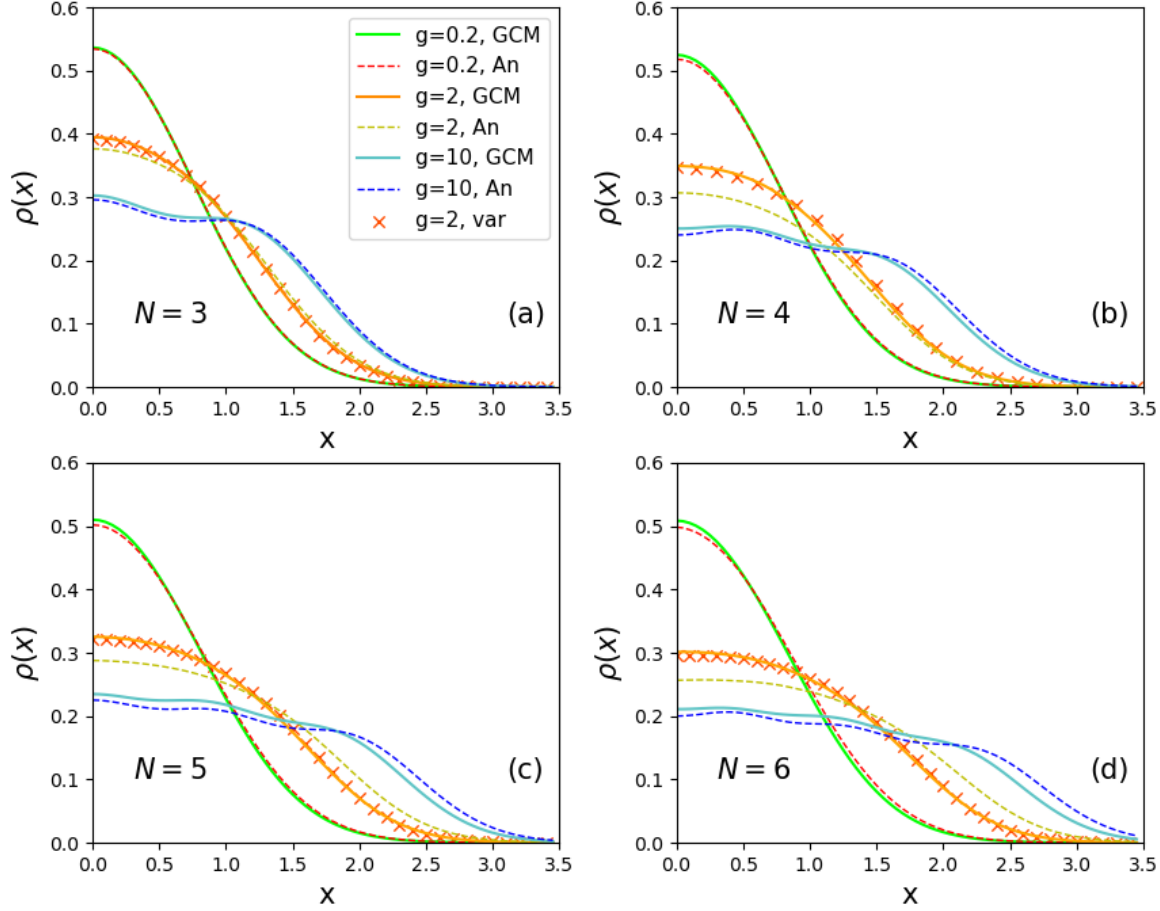 0.6
0.5
0.4
0.3
0.2
0.1
0.0
ρ(x)
g=0.2, GCM
g=0.2, An
g=2, GCM
g=2, An
g=10, GCM
g=10, An
g=2, var
N = 3
(a)
0.0 0.5 1.0 1.5 2.0 2.5 3.0 3.5
x
0.6
0.5
0.4
0.3
0.2
0.1
0.0
ρ(x)
N = 4
(b)
0.0 0.5 1.0 1.5 2.0 2.5 3.0 3.5
x
0.6
0.5
0.4
0.3
0.2
0.1
0.0
ρ(x)
N = 5
(c)
0.0 0.5 1.0 1.5 2.0 2.5 3.0 3.5
x
0.6
0.5
0.4
0.3
0.2
0.1
0.0
ρ(x)
N = 6
(d)
0.0 0.5 1.0 1.5 2.0 2.5 3.0 3.5
x